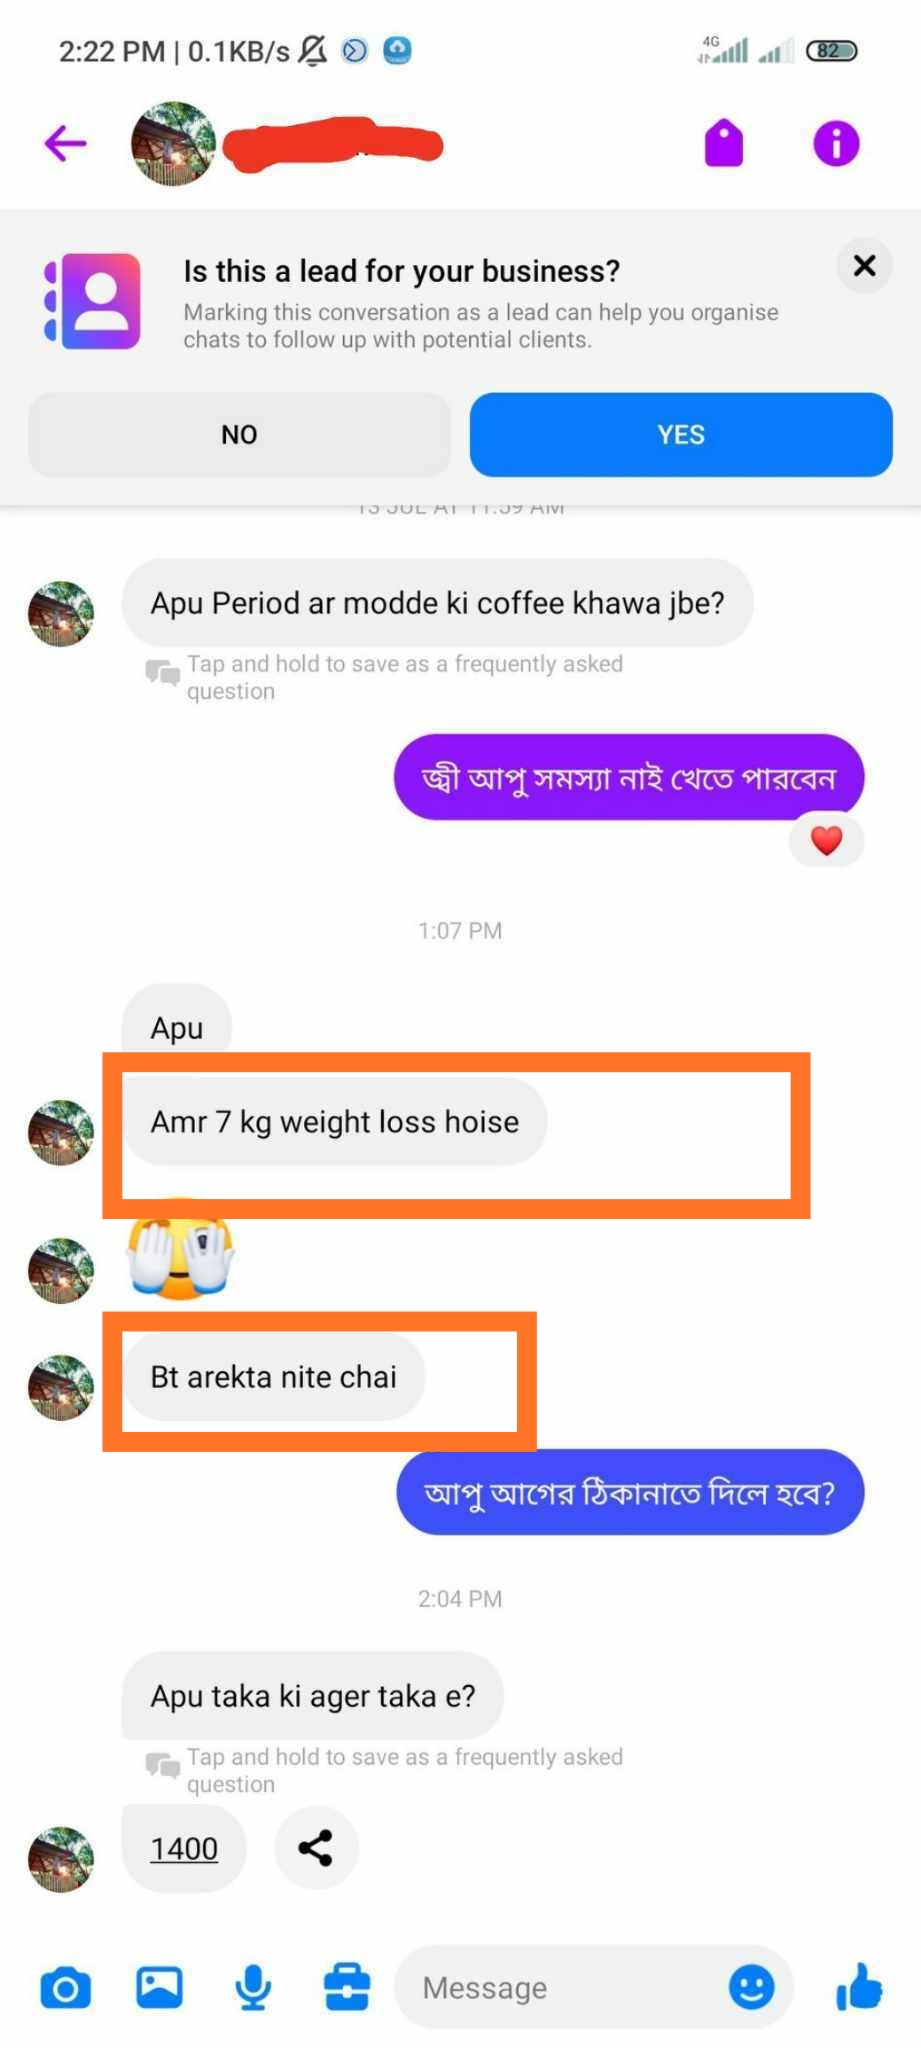 2:22 PM | 0.1KB/s
4G
82
Is this a lead for your business?
Marking this conversation as a lead can help you organise
chats to follow up with potential clients.
NO
YES
13 JUL AT 11:59 AM
Apu Period ar modde ki coffee khawa jbe?
Tap and hold to save as a frequently asked
question
জ্বী আপু সমস্যা নাই খেতে পারবেন
1:07 PM
Apu
Amr 7 kg weight loss hoise
Bt arekta nite chai
আপু আগের ঠিকানাতে দিলে হবে?
2:04 PM
Apu taka ki ager taka e?
Tap and hold to save as a frequently asked
question
1400
Message